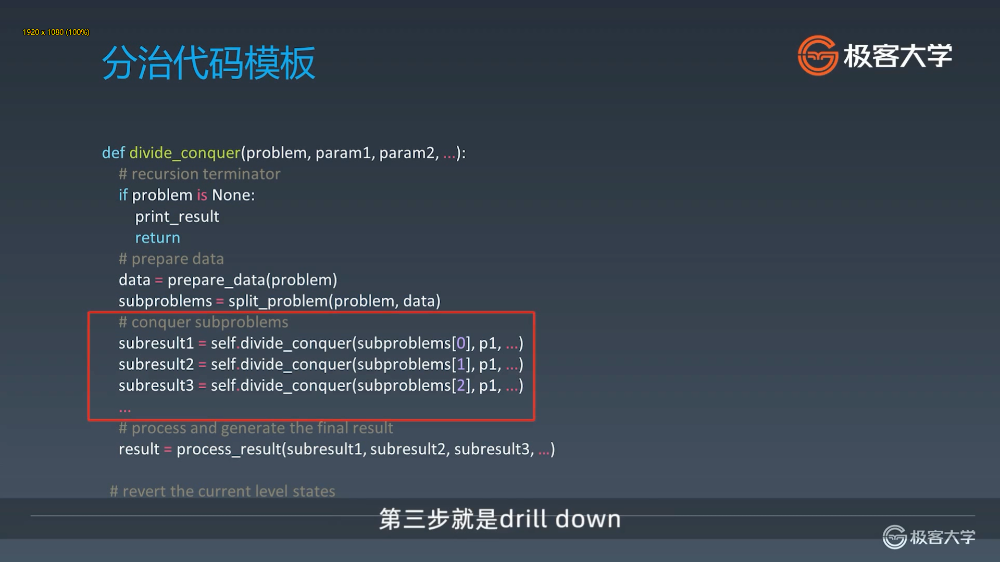 1920 x 1080 (100%)
分治代码模板
极客大学
def divide_conquer(problem, param1, param2, ...):
# recursion terminator
if problem is None:
print_result
return
# prepare data
data = prepare_data(problem)
subproblems = split_problem(problem, data)
# conquer subproblems
subresult1 = self.divide_conquer(subproblems[0], p1, ...)
subresult2 = self.divide_conquer(subproblems[1], p1, ...)
subresult3 = self.divide_conquer(subproblems[2], p1, ...)
...
# process and generate the final result
result = process_result(subresult1, subresult2, subresult3, ...)
# revert the current level states
第三步就是drill down
极客大学